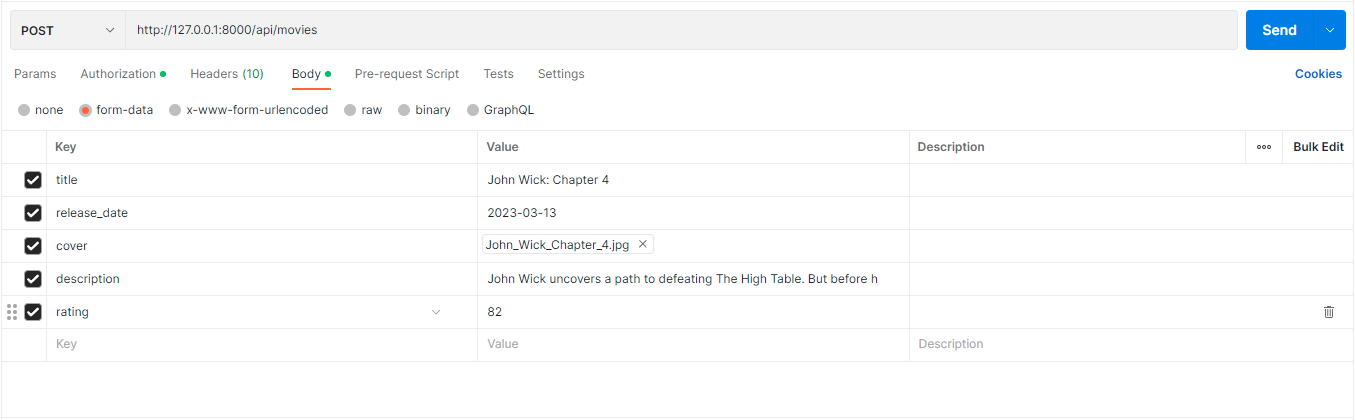 POST http://127.0.0.1:8000/api/movies Send
Params Authorization Headers (10) Body Pre-request Script Tests Settings Cookies
none form-data x-www-form-urlencoded raw binary GraphQL
Key Value Description Bulk Edit
title John Wick: Chapter 4
release_date 2023-03-13
cover John_Wick_Chapter_4.jpg
description John Wick uncovers a path to defeating The High Table. But before h
rating 82
Key Value Description